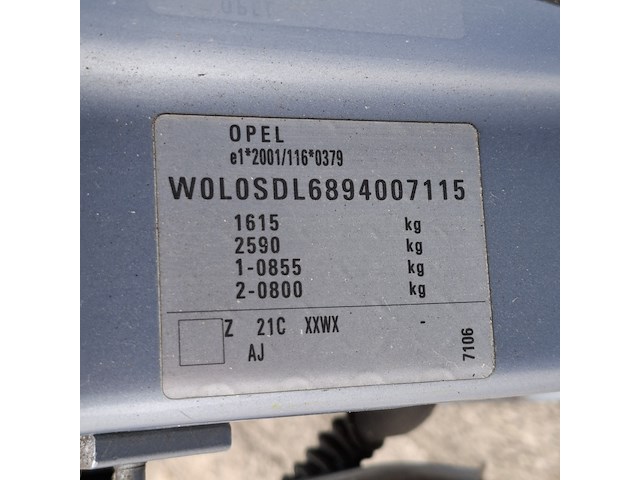 OPEL
e1*2001/116*0379
W0L0SDL6894007115
1615 kg
2590 kg
1-0855 kg
2-0800 kg
Z 21C XXWX -
AJ
7106